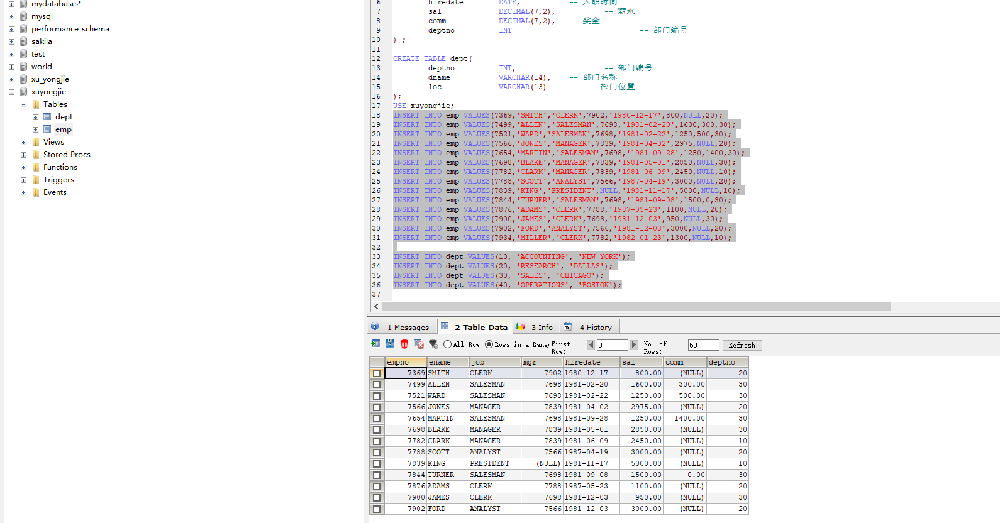 mydatabase2
mysql
performance_schema
sakila
test
world
xu_yongjie
xuyongjie
Tables
dept
emp
Views
Stored Procs
Functions
Triggers
Events
6 hiredate DATE, -- 入职时间
7 sal DECIMAL(7,2), -- 薪水
8 comm DECIMAL(7,2), -- 奖金
9 deptno INT -- 部门编号
10 ) ;
11
12 CREATE TABLE dept(
13 deptno INT, -- 部门编号
14 dname VARCHAR(14), -- 部门名称
15 loc VARCHAR(13) -- 部门位置
16 );
17 USE xuyongjie;
18 INSERT INTO emp VALUES(7369,'SMITH','CLERK',7902,'1980-12-17',800,NULL,20);
19 INSERT INTO emp VALUES(7499,'ALLEN','SALESMAN',7698,'1981-02-20',1600,300,30);
20 INSERT INTO emp VALUES(7521,'WARD','SALESMAN',7698,'1981-02-22',1250,500,30);
21 INSERT INTO emp VALUES(7566,'JONES','MANAGER',7839,'1981-04-02',2975,NULL,20);
22 INSERT INTO emp VALUES(7654,'MARTIN','SALESMAN',7698,'1981-09-28',1250,1400,30);
23 INSERT INTO emp VALUES(7698,'BLAKE','MANAGER',7839,'1981-05-01',2850,NULL,30);
24 INSERT INTO emp VALUES(7782,'CLARK','MANAGER',7839,'1981-06-09',2450,NULL,10);
25 INSERT INTO emp VALUES(7788,'SCOTT','ANALYST',7566,'1987-04-19',3000,NULL,20);
26 INSERT INTO emp VALUES(7839,'KING','PRESIDENT',NULL,'1981-11-17',5000,NULL,10);
27 INSERT INTO emp VALUES(7844,'TURNER','SALESMAN',7698,'1981-09-08',1500,0,30);
28 INSERT INTO emp VALUES(7876,'ADAMS','CLERK',7788,'1987-05-23',1100,NULL,20);
29 INSERT INTO emp VALUES(7900,'JAMES','CLERK',7698,'1981-12-03',950,NULL,30);
30 INSERT INTO emp VALUES(7902,'FORD','ANALYST',7566,'1981-12-03',3000,NULL,20);
31 INSERT INTO emp VALUES(7934,'MILLER','CLERK',7782,'1982-01-23',1300,NULL,10);
32
33 INSERT INTO dept VALUES(10, 'ACCOUNTING', 'NEW YORK');
34 INSERT INTO dept VALUES(20, 'RESEARCH', 'DALLAS');
35 INSERT INTO dept VALUES(30, 'SALES', 'CHICAGO');
36 INSERT INTO dept VALUES(40, 'OPERATIONS', 'BOSTON');
37
1 Messages 2 Table Data 3 Info 4 History
All Row: Rows in a Rang First Row: 0 No. of Rows: 50 Refresh
empno ename job mgr hiredate sal comm deptno
7369 SMITH CLERK 7902 1980-12-17 800.00 (NULL) 20
7499 ALLEN SALESMAN 7698 1981-02-20 1600.00 300.00 30
7521 WARD SALESMAN 7698 1981-02-22 1250.00 500.00 30
7566 JONES MANAGER 7839 1981-04-02 2975.00 (NULL) 20
7654 MARTIN SALESMAN 7698 1981-09-28 1250.00 1400.00 30
7698 BLAKE MANAGER 7839 1981-05-01 2850.00 (NULL) 30
7782 CLARK MANAGER 7839 1981-06-09 2450.00 (NULL) 10
7788 SCOTT ANALYST 7566 1987-04-19 3000.00 (NULL) 20
7839 KING PRESIDENT (NULL) 1981-11-17 5000.00 (NULL) 10
7844 TURNER SALESMAN 7698 1981-09-08 1500.00 0.00 30
7876 ADAMS CLERK 7788 1987-05-23 1100.00 (NULL) 20
7900 JAMES CLERK 7698 1981-12-03 950.00 (NULL) 30
7902 FORD ANALYST 7566 1981-12-03 3000.00 (NULL) 20